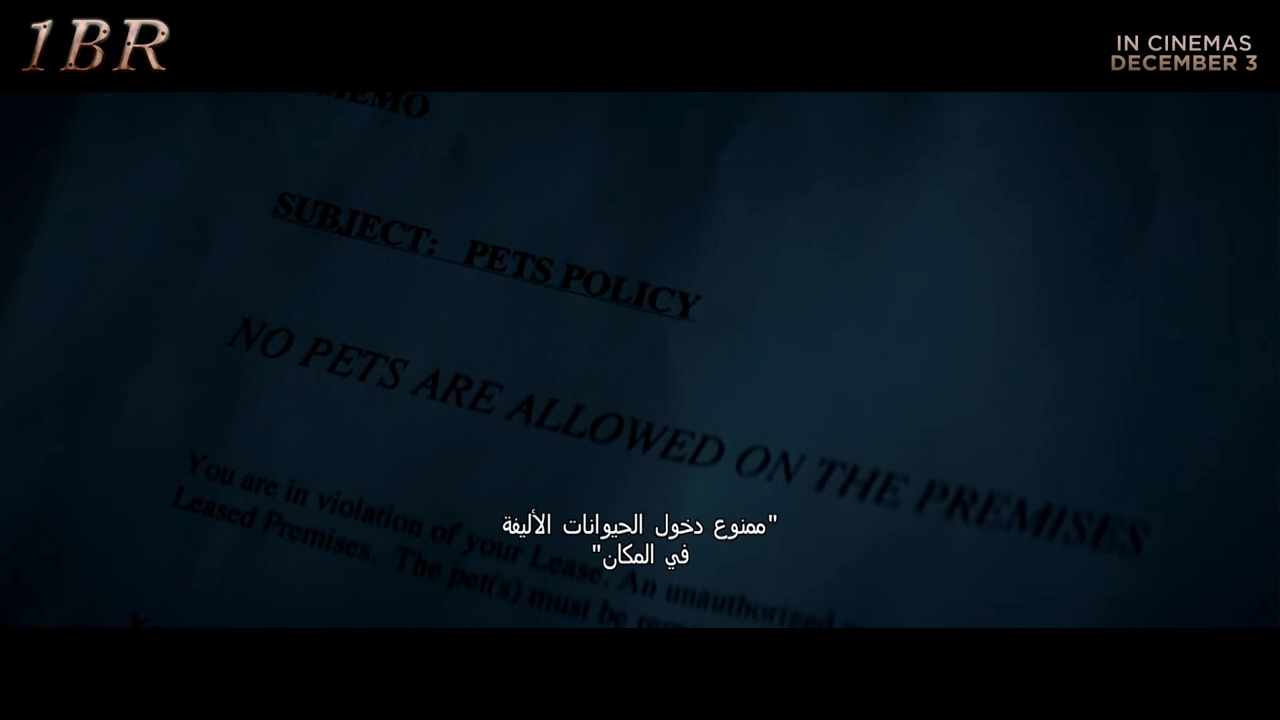 1BR
IN CINEMAS
DECEMBER 3
MEMO
SUBJECT: PETS POLICY
NO PETS ARE ALLOWED ON THE PREMISES
You are in violation of your Lease. An unauthorized
Leased Premises. The pet(s) must be
"ممنوع دخول الحيوانات الأليفة
في المكان"